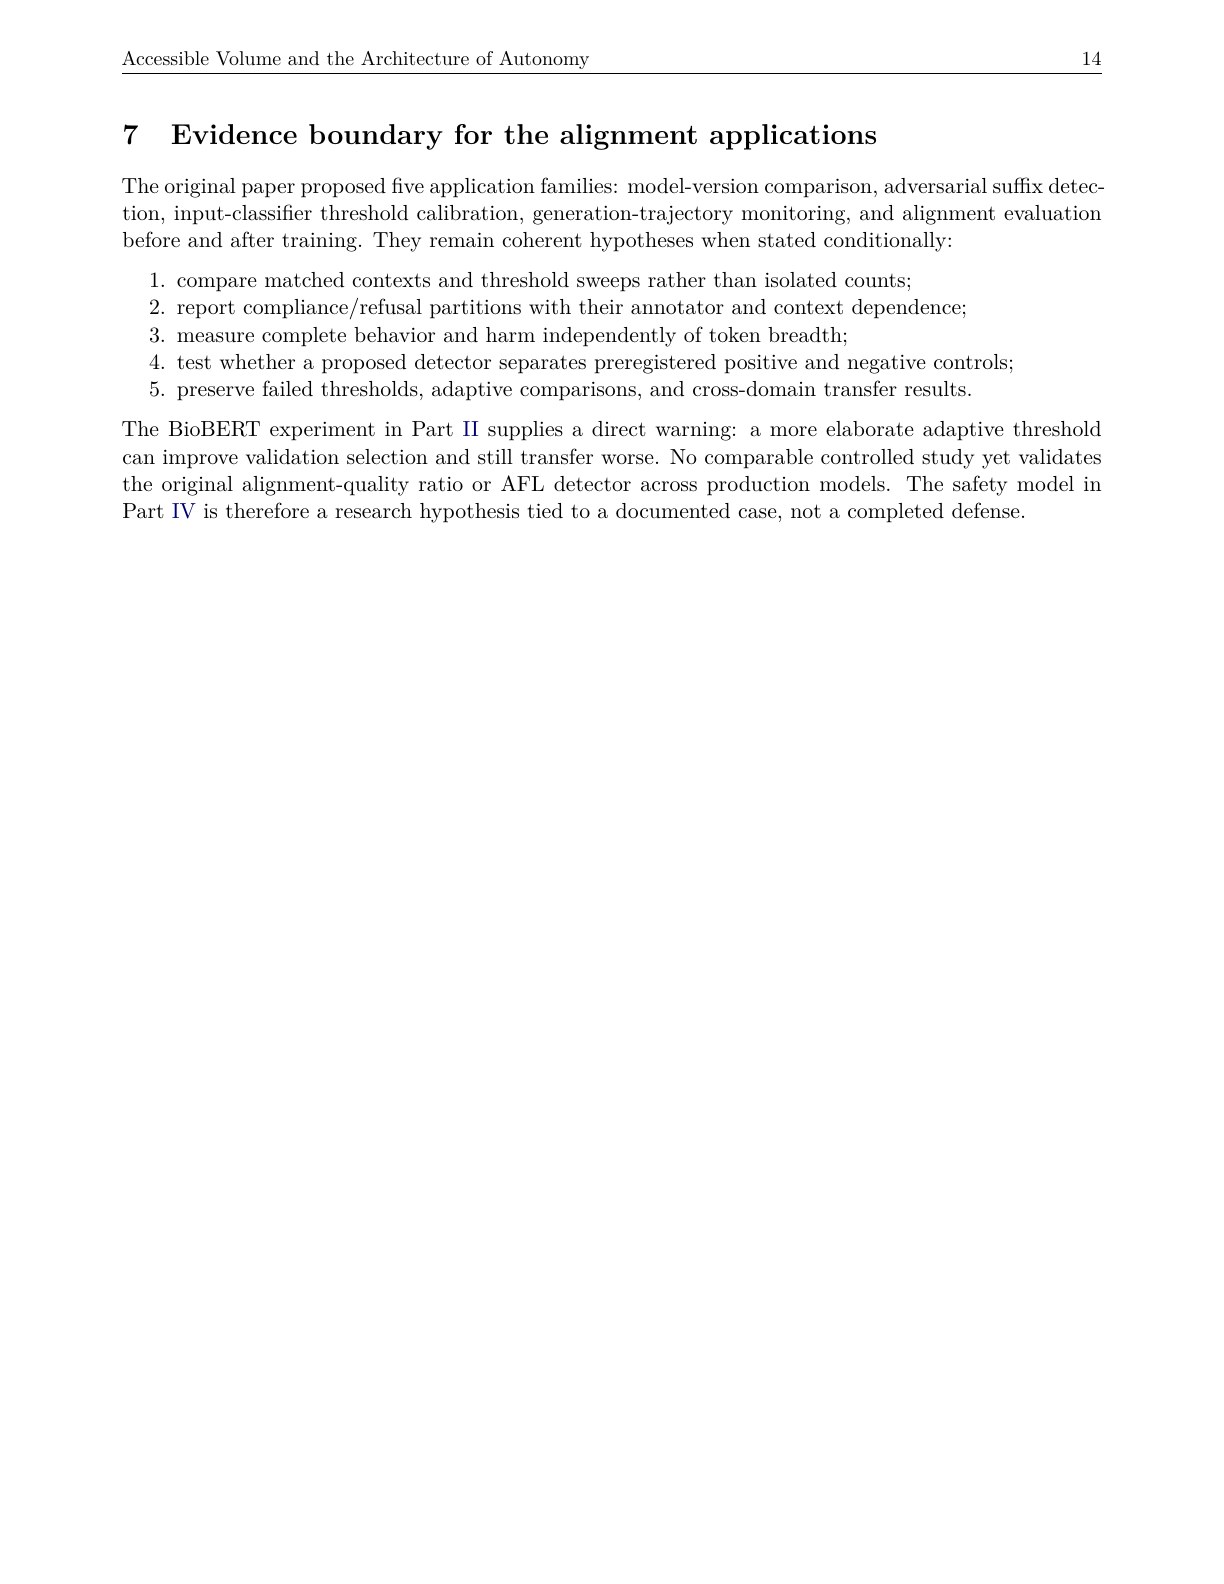 Accessible Volume and the Architecture of Autonomy 14
7 Evidence boundary for the alignment applications
The original paper proposed five application families: model-version comparison, adversarial suffix detec-
tion, input-classifier threshold calibration, generation-trajectory monitoring, and alignment evaluation
before and after training. They remain coherent hypotheses when stated conditionally:
1. compare matched contexts and threshold sweeps rather than isolated counts;
2. report compliance/refusal partitions with their annotator and context dependence;
3. measure complete behavior and harm independently of token breadth;
4. test whether a proposed detector separates preregistered positive and negative controls;
5. preserve failed thresholds, adaptive comparisons, and cross-domain transfer results.
The BioBERT experiment in Part II supplies a direct warning: a more elaborate adaptive threshold
can improve validation selection and still transfer worse. No comparable controlled study yet validates
the original alignment-quality ratio or AFL detector across production models. The safety model in
Part IV is therefore a research hypothesis tied to a documented case, not a completed defense.